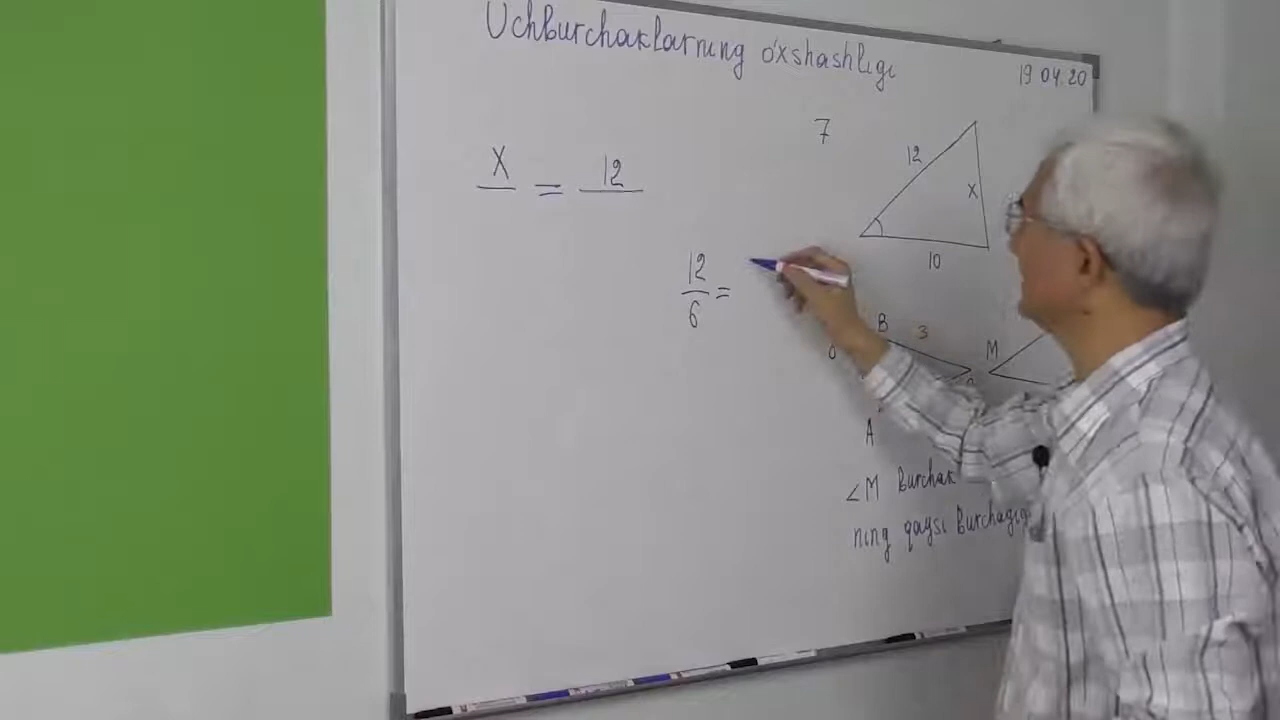 Uchburchaklarning o'xshashligi
19 04.20
7
X = 12
12
X
10
12
6 =
B
3
M
A
∠M burchak
ning qaysi burchagiga